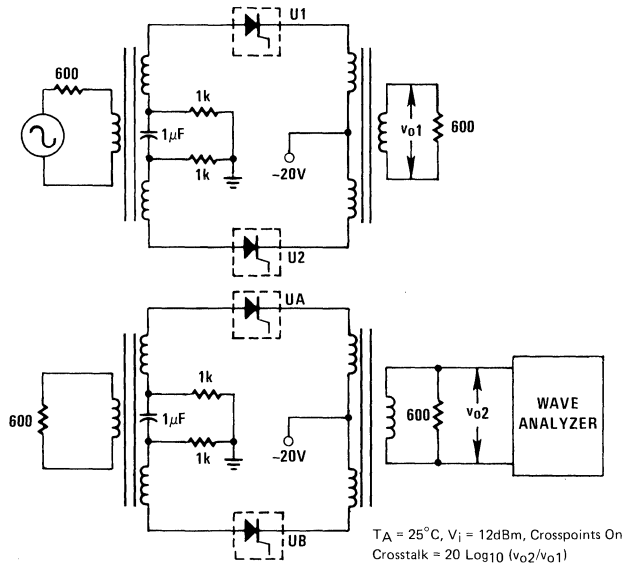 U1
600
1k
1μF
1k
~20V
vo1
600
U2
UA
600
1k
1μF
1k
~20V
600
vo2
WAVE
ANALYZER
UB
TA = 25°C, Vi = 12dBm, Crosspoints On
Crosstalk = 20 Log10 (vo2/vo1)